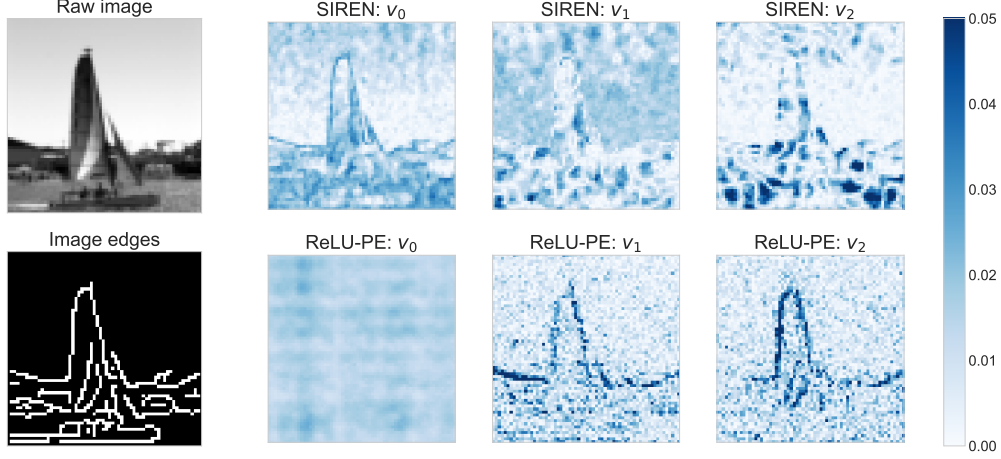 Raw image
SIREN: v₀
SIREN: v₁
SIREN: v₂
0.05
0.04
0.03
0.02
0.01
0.00
Image edges
ReLU-PE: v₀
ReLU-PE: v₁
ReLU-PE: v₂